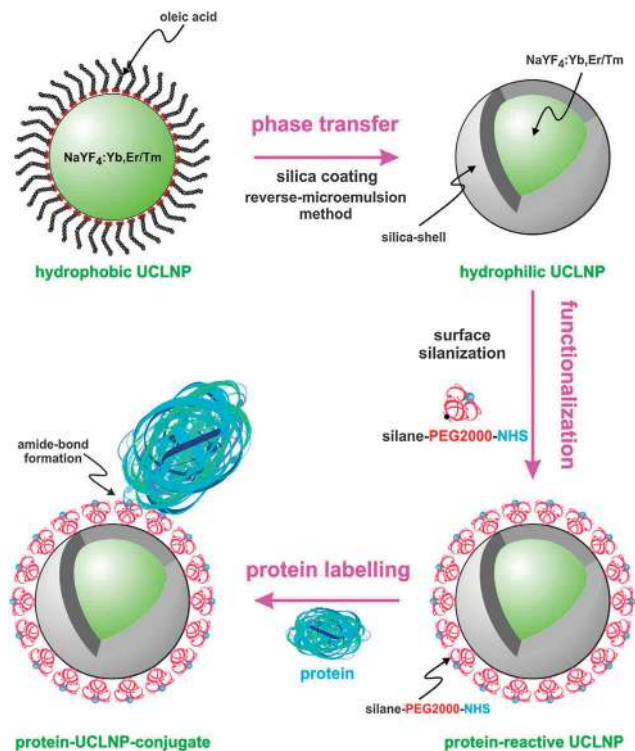 oleic acid
NaYF4:Yb,Er/Tm
hydrophobic UCLNP
phase transfer
silica coating
reverse-microemulsion
method
NaYF4:Yb,Er/Tm
silica-shell
hydrophilic UCLNP
functionalization
surface
silanization
silane-PEG2000-NHS
amide-bond
formation
protein labelling
protein
silane-PEG2000-NHS
protein-UCLNP-conjugate
protein-reactive UCLNP